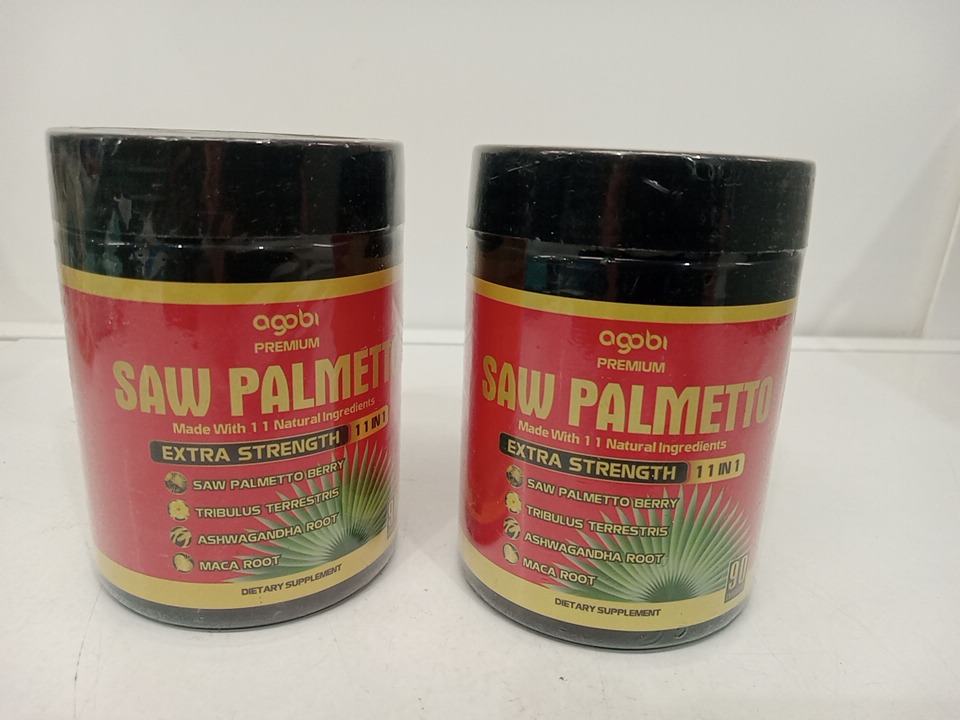 agobi
PREMIUM
SAW PALMETT
Made With 11 Natural Ingredients
EXTRA STRENGTH 11 IN 1
SAW PALMETTO BERRY
TRIBULUS TERRESTRIS
ASHWAGANDHA ROOT
MACA ROOT
DIETARY SUPPLEMENT
agobi
PREMIUM
SAW PALMETTO
Made With 11 Natural Ingredients
EXTRA STRENGTH 11 IN 1
SAW PALMETTO BERRY
TRIBULUS TERRESTRIS
ASHWAGANDHA ROOT
MACA ROOT
90
DIETARY SUPPLEMENT